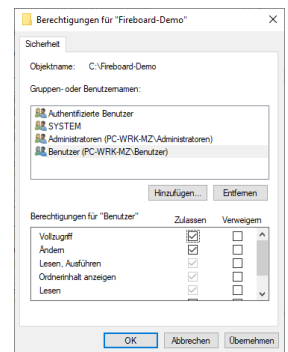 Berechtigungen für "Fireboard-Demo"
Sicherheit
Objektname: C:\Fireboard-Demo
Gruppen- oder Benutzernamen:
Authentifizierte Benutzer
SYSTEM
Administratoren (PC-WRK-MZ\Administratoren)
Benutzer (PC-WRK-MZ\Benutzer)
Hinzufügen... Entfernen
Berechtigungen für "Benutzer" Zulassen Verweigern
Vollzugriff
Ändern
Lesen, Ausführen
Ordnerinhalt anzeigen
Lesen
OK Abbrechen Übernehmen